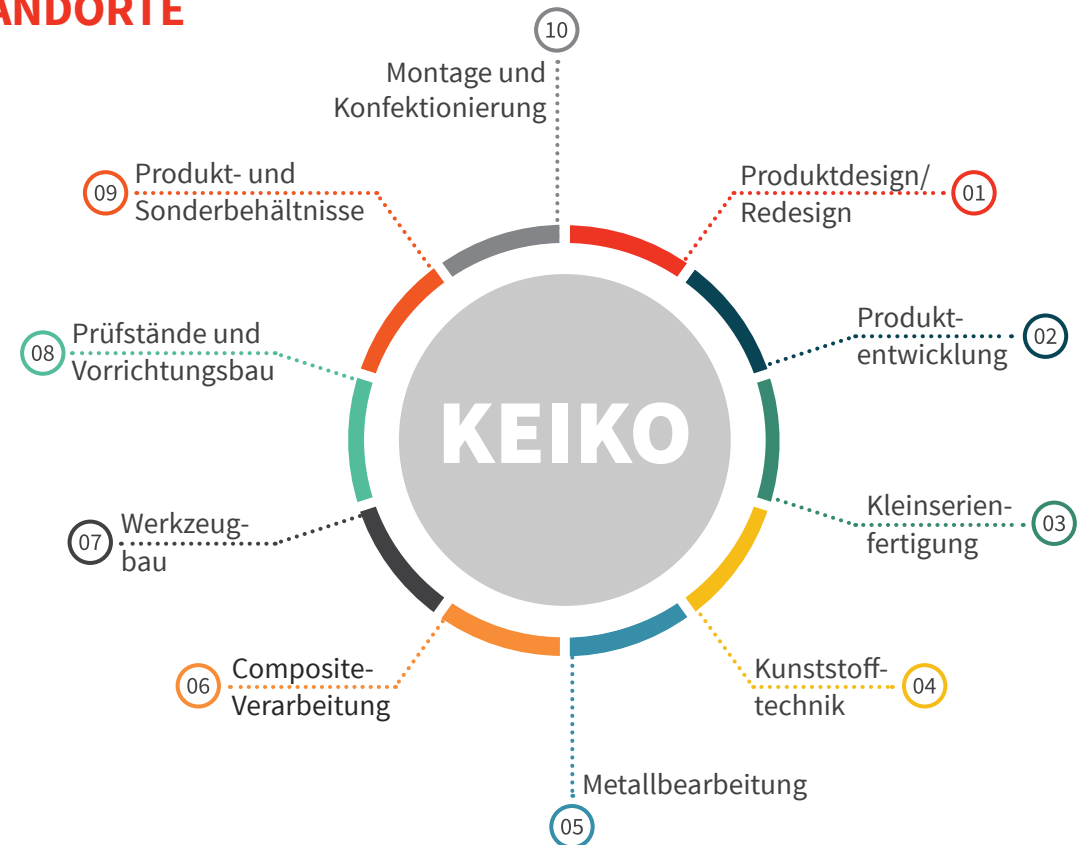 ANDORTE
10
Montage und
Konfektionierung
Produktdesign/
Redesign
01
Produkt-
entwicklung
02
Kleinserien-
fertigung
03
Kunststoff-
technik
04
Metallbearbeitung
05
06
Composite-
Verarbeitung
07
Werkzeug-
bau
08
Prüfstände und
Vorrichtungsbau
09
Produkt- und
Sonderbehältnisse
KEIKO